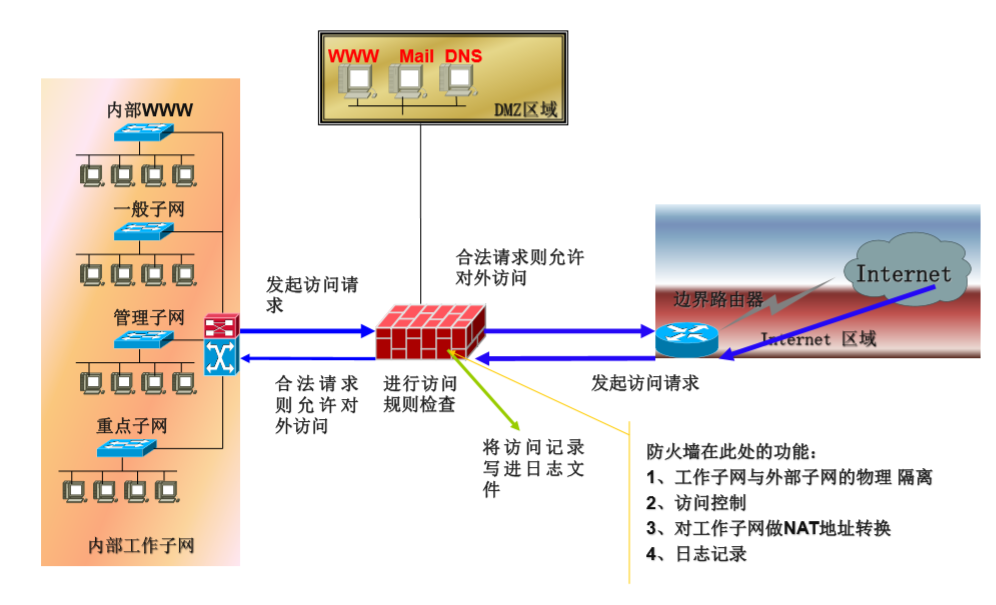 WWW Mail DNS
DMZ区域
内部WWW
一般子网
管理子网
重点子网
内部工作子网
发起访问请
求
合法请求
则允许对
外访问
进行访问
规则检查
合法请求则允许
对外访问
将访问记录
写进日志文
件
发起访问请求
边界路由器
Internet
Internet 区域
防火墙在此处的功能：
1、工作子网与外部子网的物理 隔离
2、访问控制
3、对工作子网做NAT地址转换
4、日志记录